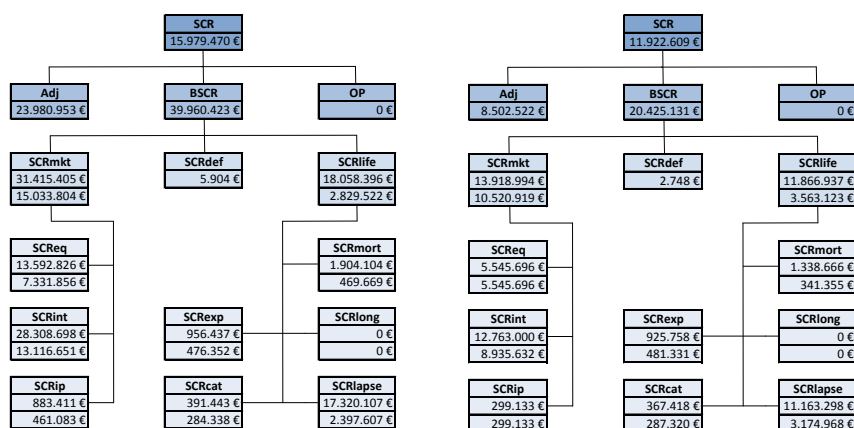 SCR
15.979.470 €
Adj
23.980.953 €
BSCR
39.960.423 €
OP
0 €
SCRmkt
31.415.405 €
15.033.804 €
SCRdef
5.904 €
SCRlife
18.058.396 €
2.829.522 €
SCReq
13.592.826 €
7.331.856 €
SCRmort
1.904.104 €
469.669 €
SCRint
28.308.698 €
13.116.651 €
SCRexp
956.437 €
476.352 €
SCRlong
0 €
0 €
SCRip
883.411 €
461.083 €
SCRcat
391.443 €
284.338 €
SCRlapse
17.320.107 €
2.397.607 €
SCR
11.922.609 €
Adj
8.502.522 €
BSCR
20.425.131 €
OP
0 €
SCRmkt
13.918.994 €
10.520.919 €
SCRdef
2.748 €
SCRlife
11.866.937 €
3.563.123 €
SCReq
5.545.696 €
5.545.696 €
SCRmort
1.338.666 €
341.355 €
SCRint
12.763.000 €
8.935.632 €
SCRexp
925.758 €
481.331 €
SCRlong
0 €
0 €
SCRip
299.133 €
299.133 €
SCRcat
367.418 €
287.320 €
SCRlapse
11.163.298 €
3.174.968 €